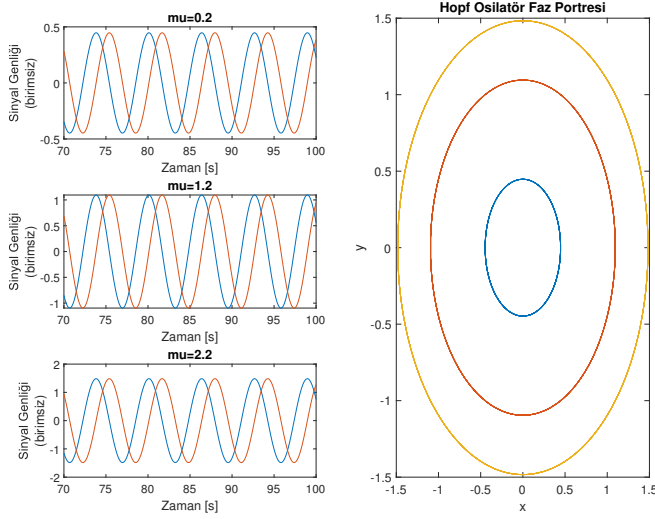 mu=0.2
Sinyal Genliği
(birimsiz)
0.5
0
-0.5
70 75 80 85 90 95 100
Zaman [s]
mu=1.2
Sinyal Genliği
(birimsiz)
1
0
-1
70 75 80 85 90 95 100
Zaman [s]
mu=2.2
Sinyal Genliği
(birimsiz)
2
1
0
-1
-2
70 75 80 85 90 95 100
Zaman [s]
Hopf Osilatör Faz Portresi
y
1.5
1
0.5
0
-0.5
-1
-1.5
-1.5 -1 -0.5 0 0.5 1 1.5
x